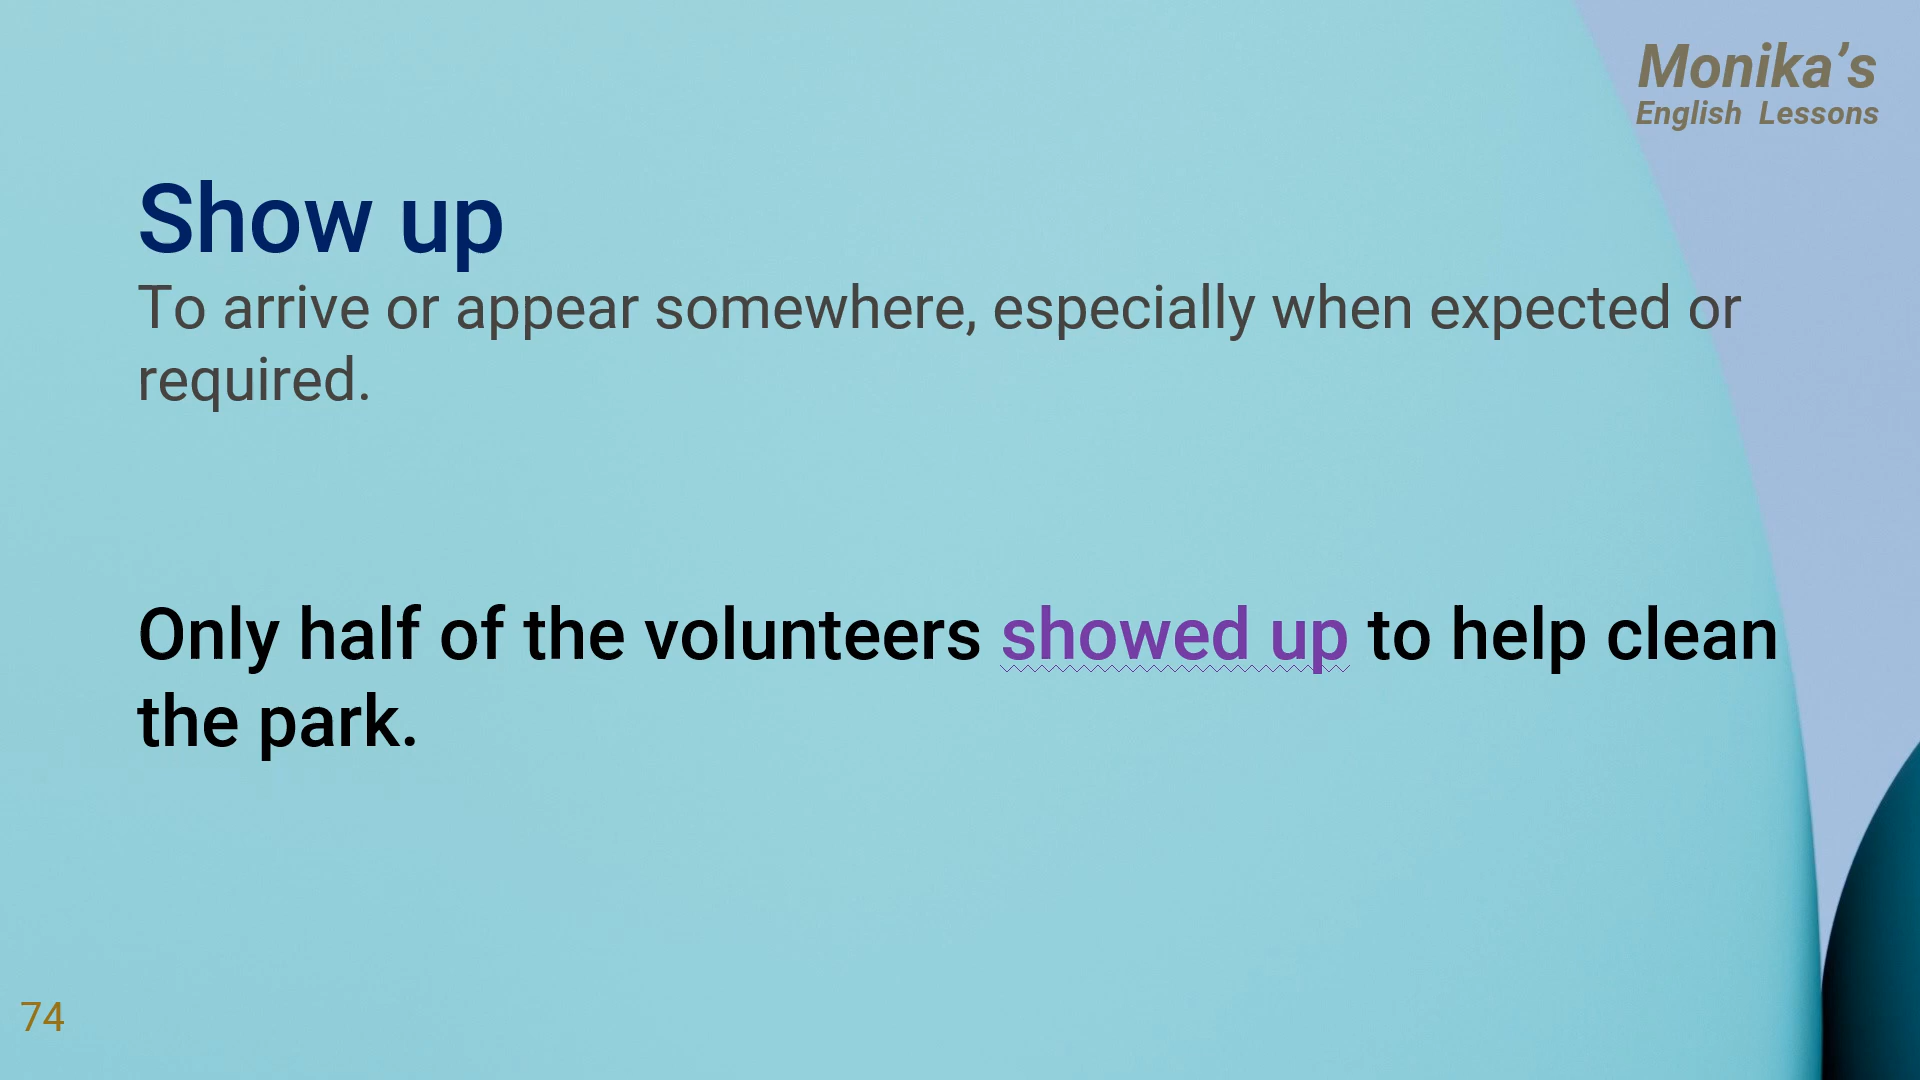 Monika’s
English Lessons
Show up
To arrive or appear somewhere, especially when expected or
required.
Only half of the volunteers showed up to help clean
the park.
74